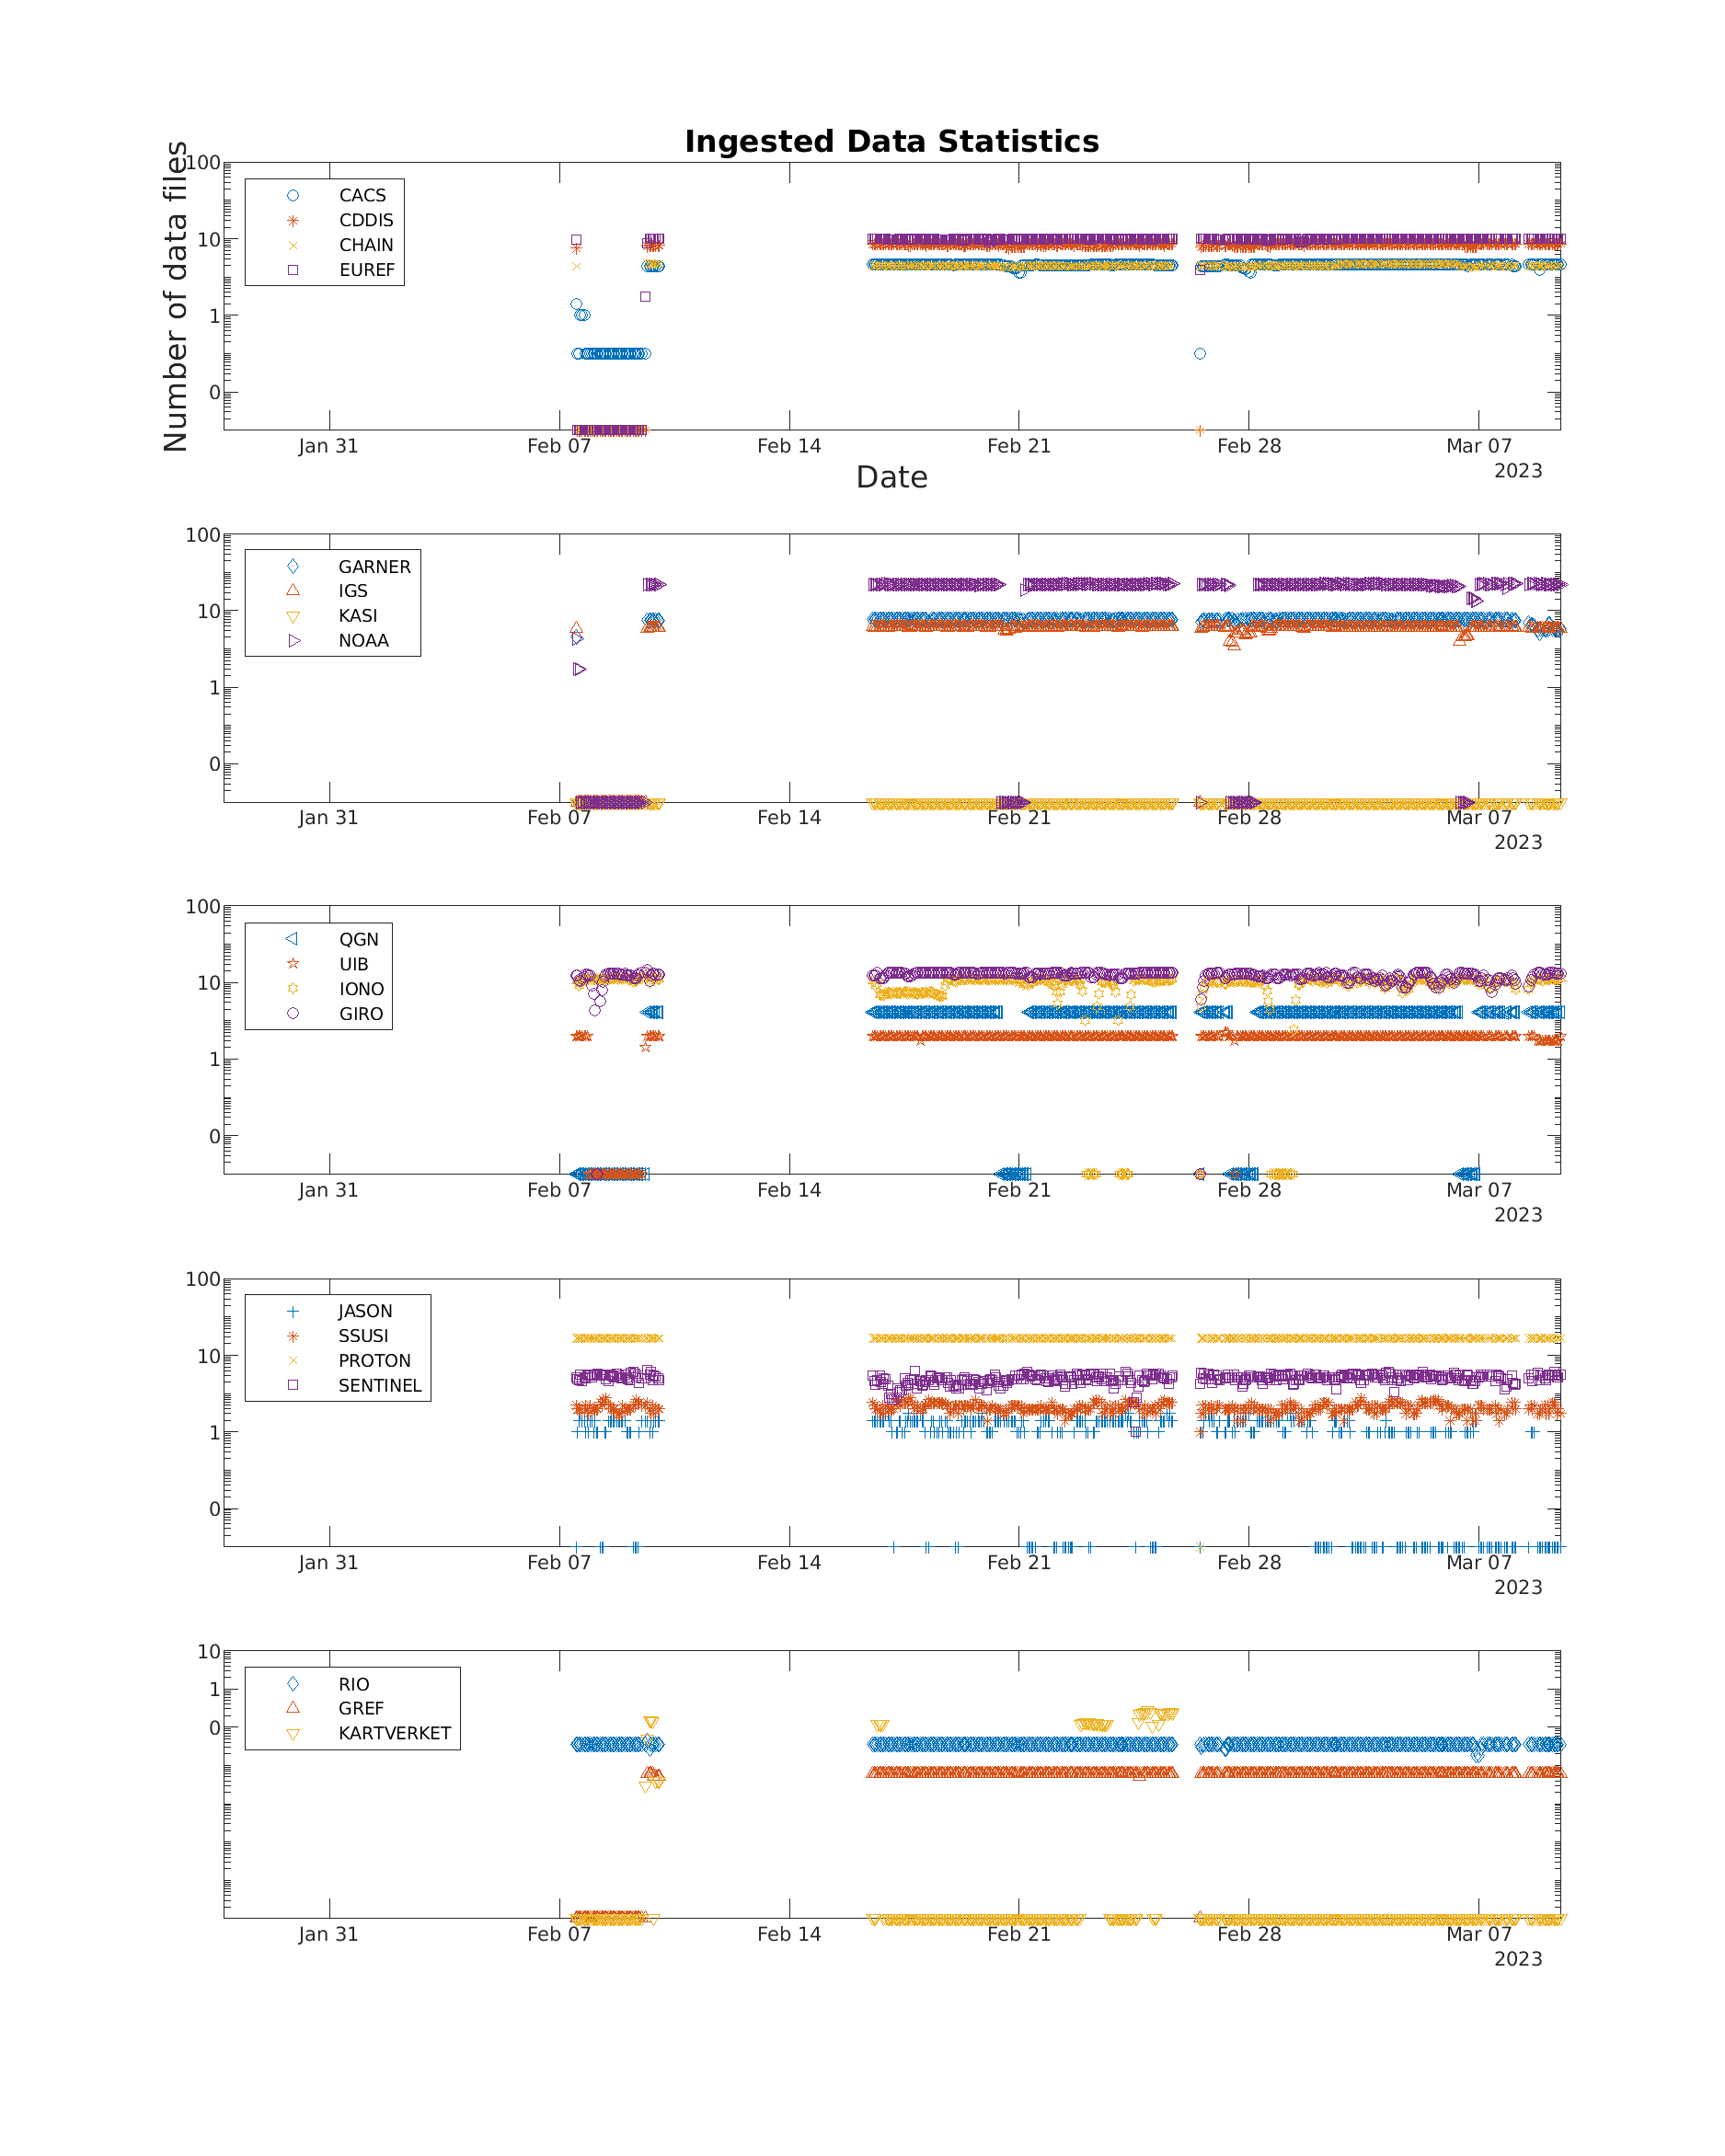 Ingested Data Statistics
Number of data files
100
10
1
0
CACS
CDDIS
CHAIN
EUREF
Jan 31 Feb 07 Feb 14 Feb 21 Feb 28 Mar 07
2023
Date
100
10
1
0
GARNER
IGS
KASI
NOAA
Jan 31 Feb 07 Feb 14 Feb 21 Feb 28 Mar 07
2023
100
10
1
0
QGN
UIB
IONO
GIRO
Jan 31 Feb 07 Feb 14 Feb 21 Feb 28 Mar 07
2023
100
10
1
0
JASON
SSUSI
PROTON
SENTINEL
Jan 31 Feb 07 Feb 14 Feb 21 Feb 28 Mar 07
2023
10
1
0
RIO
GREF
KARTVERKET
Jan 31 Feb 07 Feb 14 Feb 21 Feb 28 Mar 07
2023